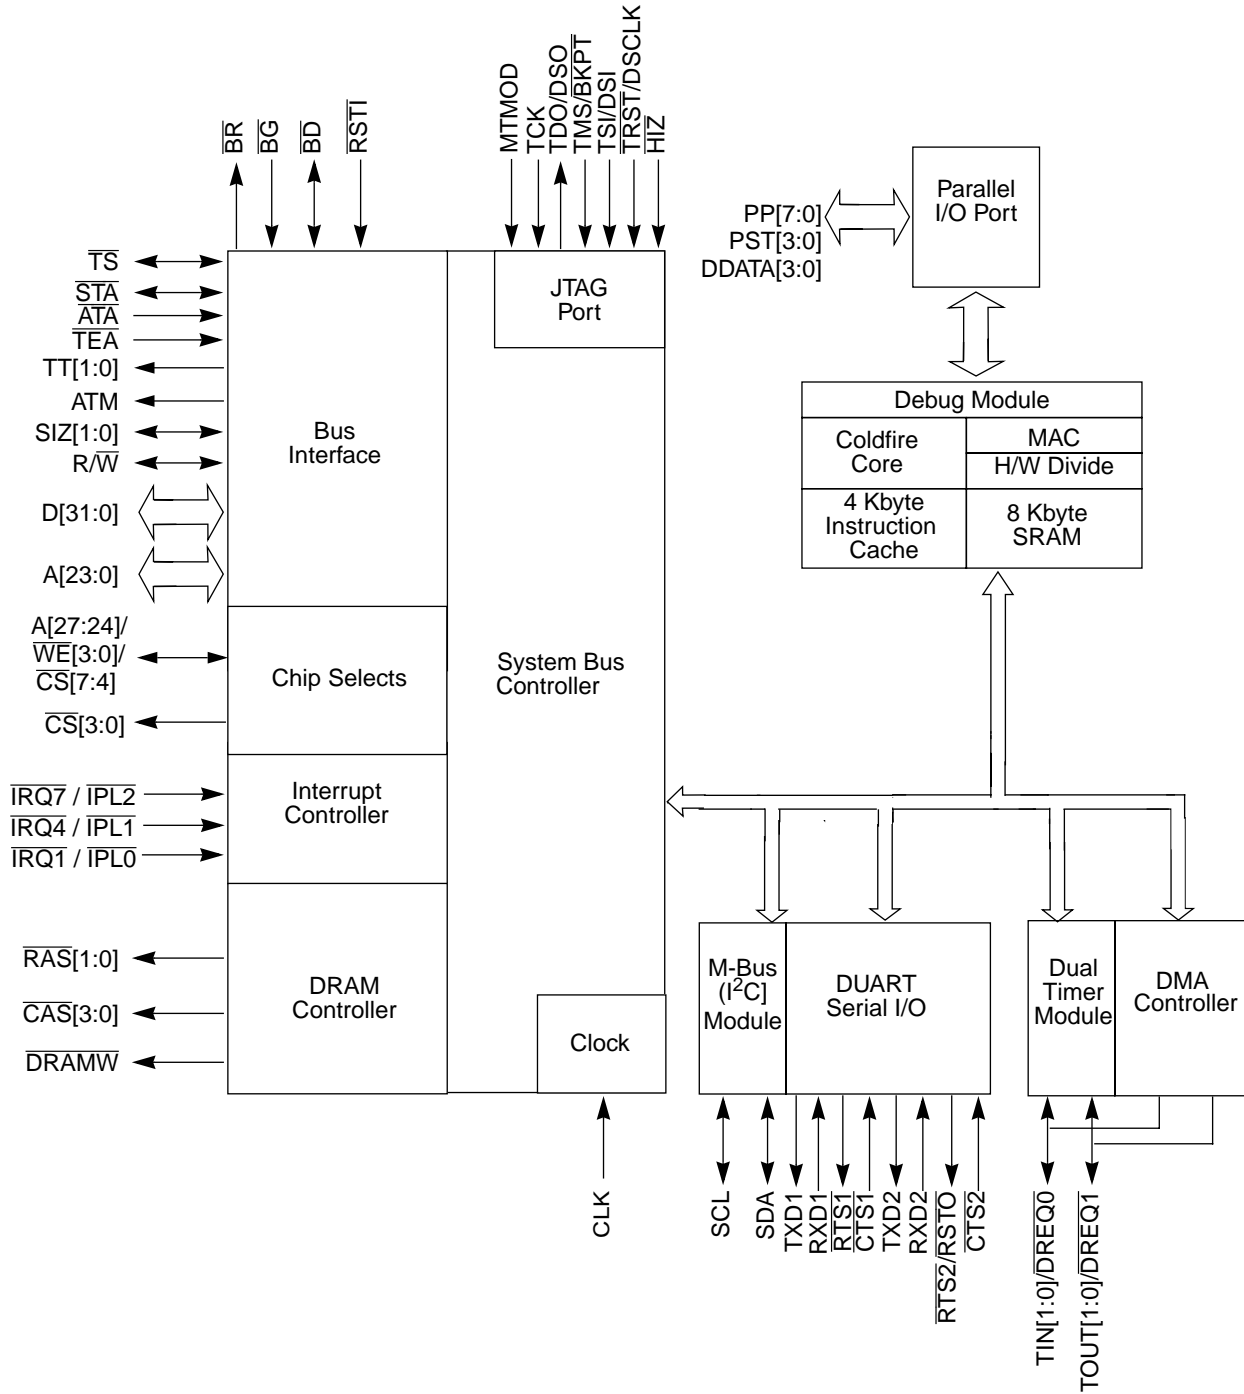 BR
BG
BD
RSTI
MTMOD
TCK
TDO/DSO
TMS/BKPT
TSI/DSI
TRST/DSCLK
HIZ
TS
STA
ATA
TEA
TT[1:0]
ATM
SIZ[1:0]
R/W
D[31:0]
A[23:0]
A[27:24]/
WE[3:0]/
CS[7:4]
CS[3:0]
IRQ7 / IPL2
IRQ4 / IPL1
IRQ1 / IPL0
RAS[1:0]
CAS[3:0]
DRAMW
Bus
Interface
Chip Selects
Interrupt
Controller
DRAM
Controller
JTAG
Port
System Bus
Controller
Clock
CLK
PP[7:0]
PST[3:0]
DDATA[3:0]
Parallel
I/O Port
Debug Module
Coldfire
Core
MAC
H/W Divide
4 Kbyte
Instruction
Cache
8 Kbyte
SRAM
M-Bus
(I2C]
Module
DUART
Serial I/O
Dual
Timer
Module
DMA
Controller
SCL
SDA
TXD1
RXD1
RTS1
CTS1
TXD2
RXD2
RTS2/RSTO
CTS2
TIN[1:0]/DREQ0
TOUT[1:0]/DREQ1